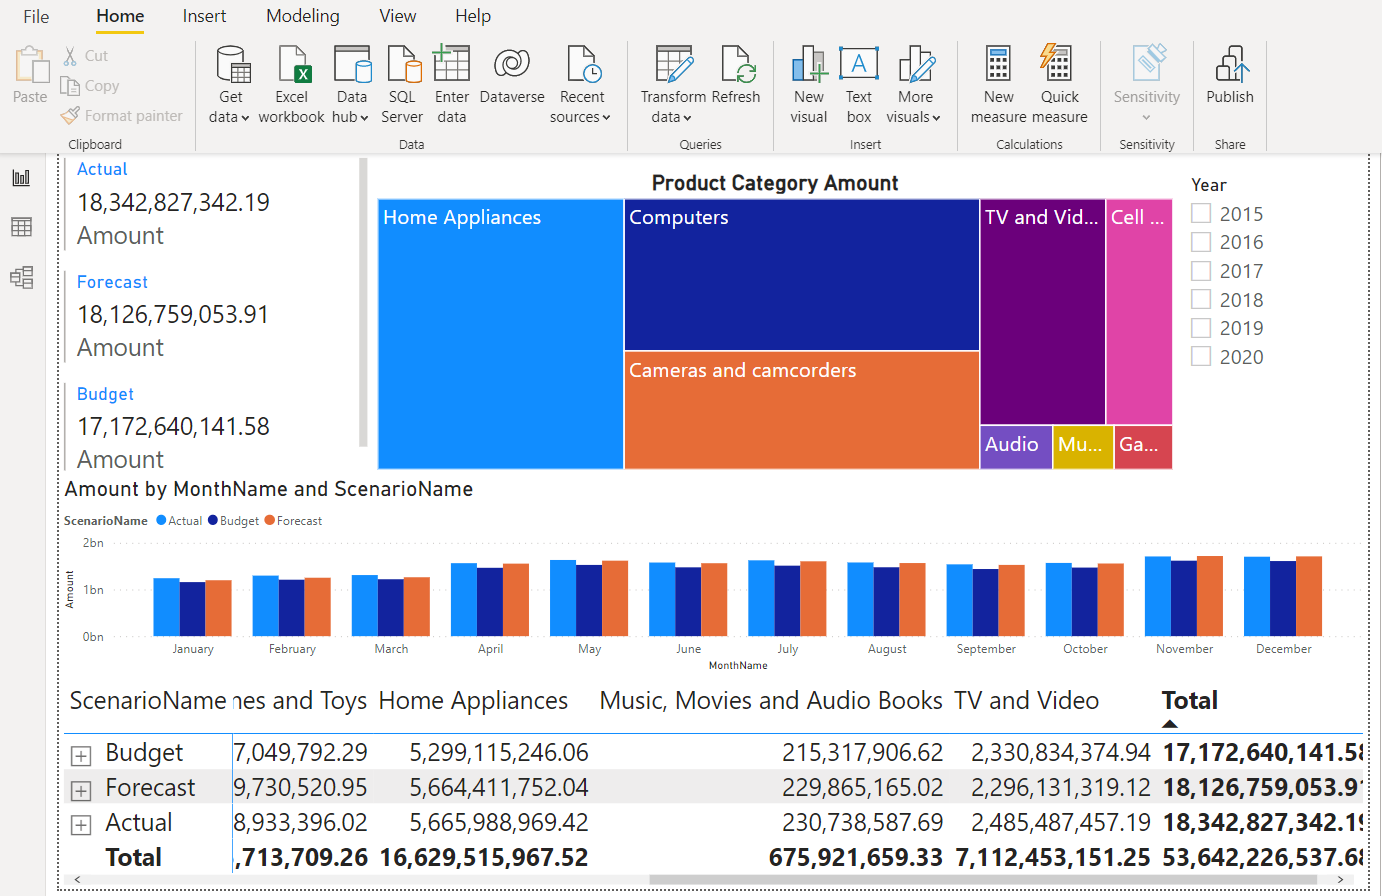 File Home Insert Modeling View Help
Paste
Cut
Copy
Format painter
Clipboard
Get data
Excel workbook
Data hub
SQL Server
Enter data
Dataverse
Recent sources
Data
Transform data
Refresh
Queries
New visual
Text box
More visuals
Insert
New measure
Quick measure
Calculations
Sensitivity
Sensitivity
Publish
Share
Actual
18,342,827,342.19
Amount
Forecast
18,126,759,053.91
Amount
Budget
17,172,640,141.58
Amount
Product Category Amount
Home Appliances
Computers
Cameras and camcorders
TV and Vid...
Cell ...
Audio
Mu...
Ga...
Year
2015
2016
2017
2018
2019
2020
Amount by MonthName and ScenarioName
ScenarioName Actual Budget Forecast
2bn
1bn
0bn
Amount
January February March April May June July August September October November December
MonthName
ScenarioName nes and Toys Home Appliances Music, Movies and Audio Books TV and Video Total
Budget 7,049,792.29 5,299,115,246.06 215,317,906.62 2,330,834,374.94 17,172,640,141.58
Forecast 9,730,520.95 5,664,411,752.04 229,865,165.02 2,296,131,319.12 18,126,759,053.91
Actual 8,933,396.02 5,665,988,969.42 230,738,587.69 2,485,487,457.19 18,342,827,342.19
Total ,713,709.26 16,629,515,967.52 675,921,659.33 7,112,453,151.25 53,642,226,537.68